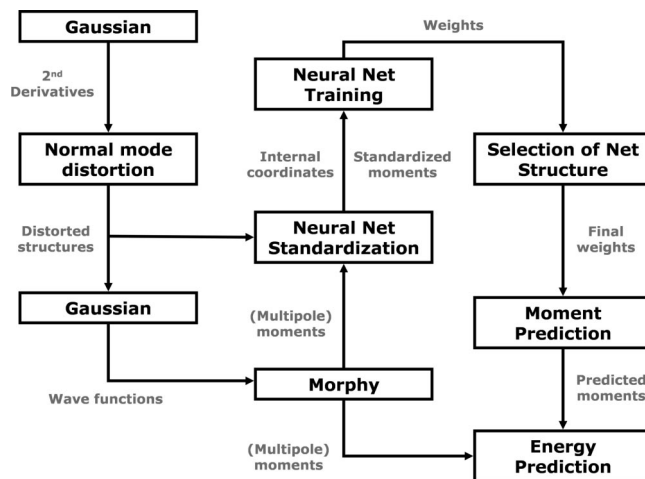 Gaussian
2nd
Derivatives
Normal mode
distortion
Distorted
structures
Gaussian
Wave functions
Neural Net
Training
Internal
coordinates
Standardized
moments
Neural Net
Standardization
(Multipole)
moments
Morphy
(Multipole)
moments
Weights
Selection of Net
Structure
Final
weights
Moment
Prediction
Predicted
moments
Energy
Prediction